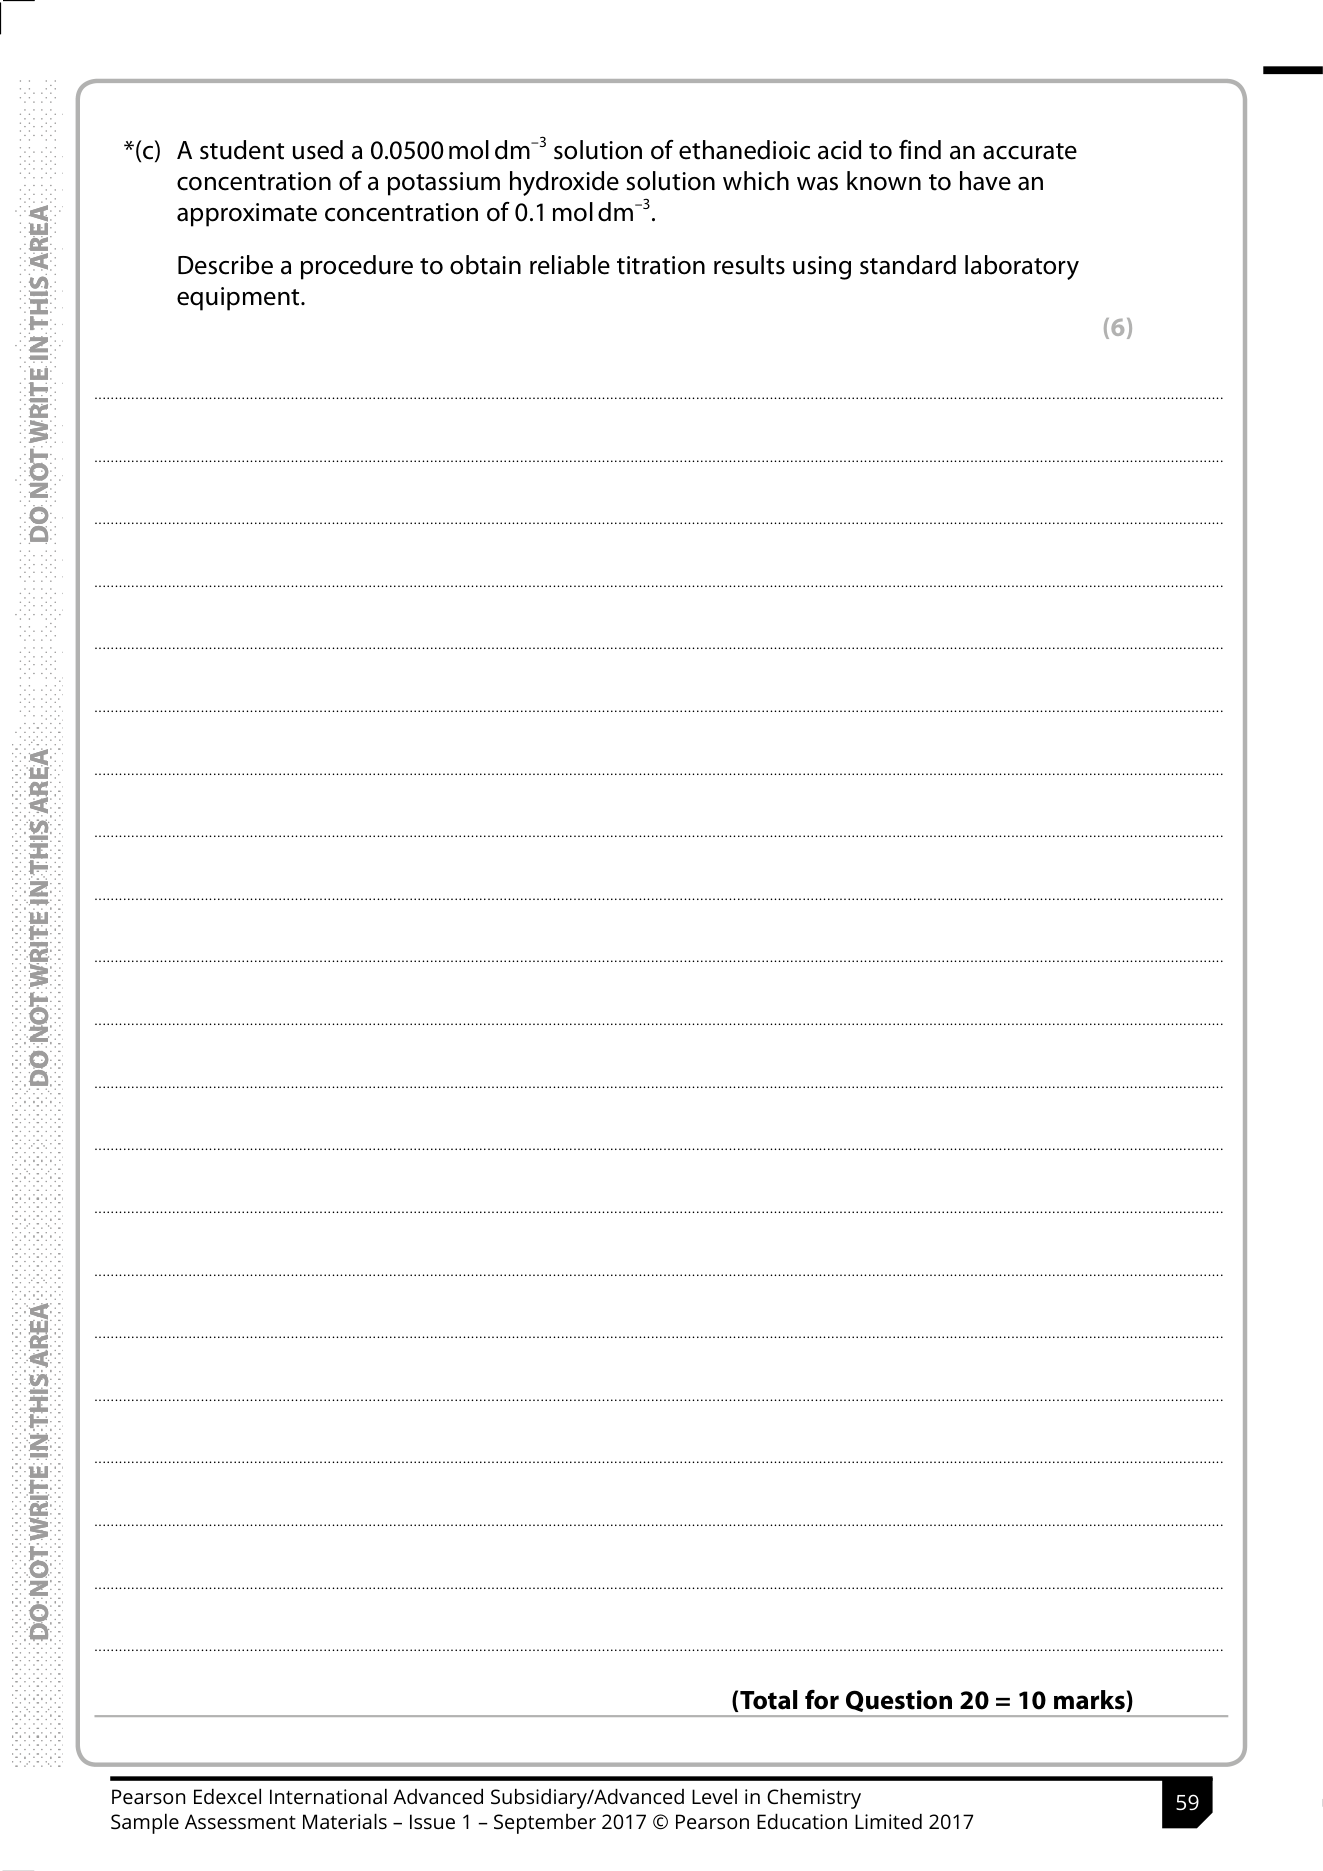 *(c) A student used a 0.0500 mol dm⁻³ solution of ethanedioic acid to find an accurate
concentration of a potassium hydroxide solution which was known to have an
approximate concentration of 0.1 mol dm⁻³.
Describe a procedure to obtain reliable titration results using standard laboratory
equipment.
(6)
(Total for Question 20 = 10 marks)
DO NOT WRITE IN THIS AREA
DO NOT WRITE IN THIS AREA
DO NOT WRITE IN THIS AREA
Pearson Edexcel International Advanced Subsidiary/Advanced Level in Chemistry
Sample Assessment Materials – Issue 1 – September 2017 © Pearson Education Limited 2017
59